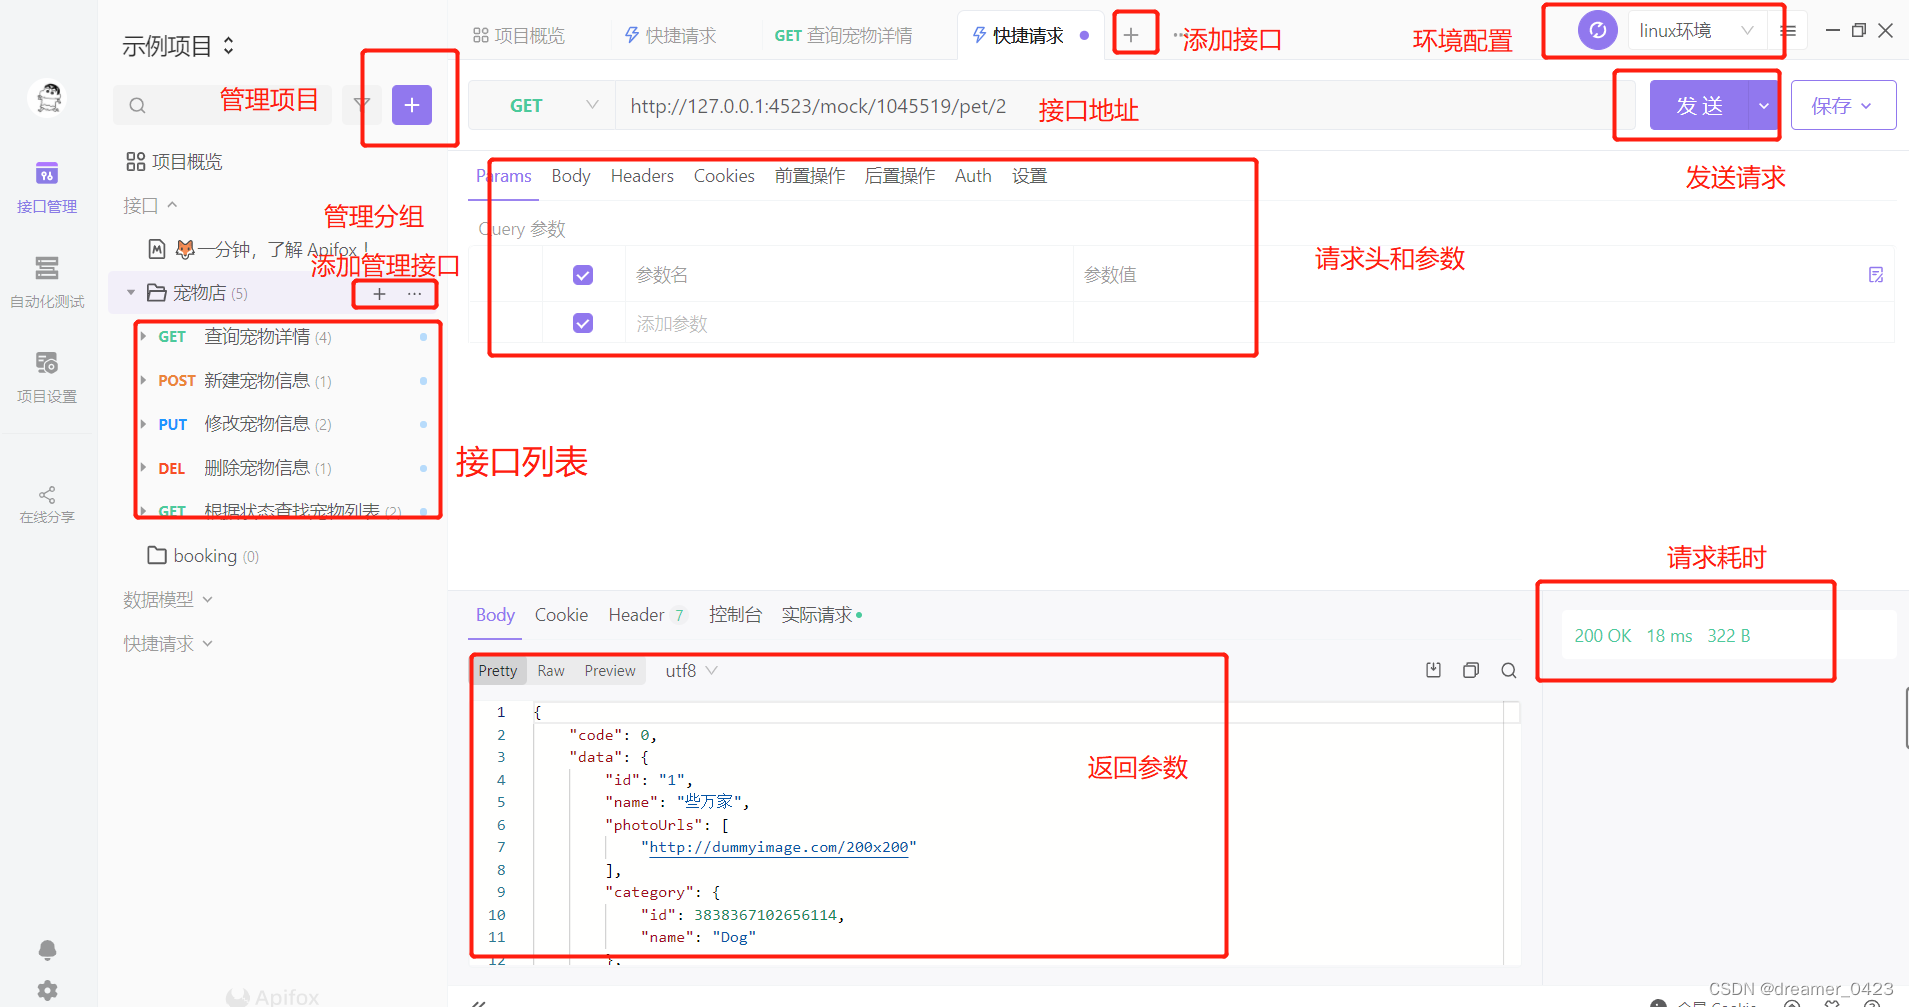 示例项目
项目概览
快捷请求
GET 查询宠物详情
快捷请求
添加接口
环境配置
linux环境
管理项目
GET
http://127.0.0.1:4523/mock/1045519/pet/2
接口地址
发 送
保存
发送请求
接口管理
自动化测试
项目设置
在线分享
项目概览
接口
管理分组
一分钟，了解 Apifox！
添加管理接口
宠物店 (5)
GET 查询宠物详情 (4)
POST 新建宠物信息 (1)
PUT 修改宠物信息 (2)
DEL 删除宠物信息 (1)
GET 根据状态查找宠物列表 (2)
接口列表
booking (0)
数据模型
快捷请求
Params Body Headers Cookies 前置操作 后置操作 Auth 设置
Query 参数
参数名 参数值
添加参数
请求头和参数
请求耗时
Body Cookie Header 7 控制台 实际请求
200 OK 18 ms 322 B
Pretty Raw Preview utf8
1 {
2 "code": 0,
3 "data": {
4 "id": "1",
5 "name": "些万家",
6 "photoUrls": [
7 "http://dummyimage.com/200x200"
8 ],
9 "category": {
10 "id": 3838367102656114,
11 "name": "Dog"
12 },
返回参数
Apifox
CSDN @dreamer_0423
全局 Cookie